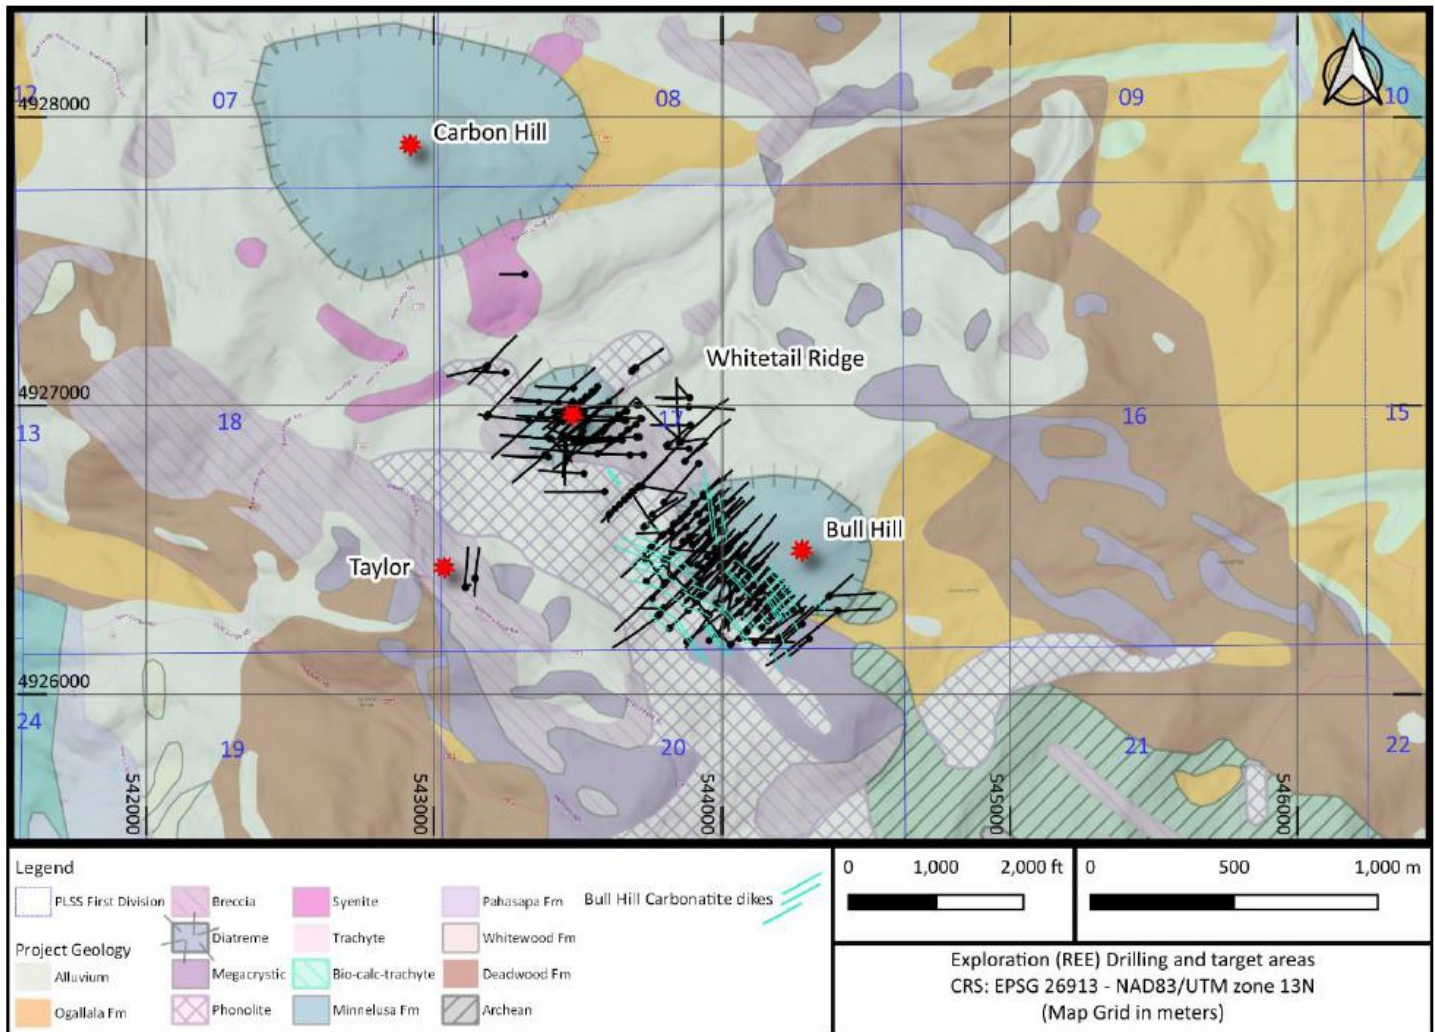 12
07
08
09
10
4928000
Carbon Hill
Whitetail Ridge
4927000
18
17
16
15
13
Bull Hill
Taylor
4926000
24
19
20
21
22
542000
543000
544000
545000
546000
Legend
PLSS First Division
Project Geology
Alluvium
Ogallala Fm
Breccia
Diatreme
Megacrystic
Phonolite
Syenite
Trachyte
Bio-calc-trachyte
Minnelusa Fm
Pahasapa Fm
Whitewood Fm
Deadwood Fm
Archean
Bull Hill Carbonatite dikes
0 1,000 2,000 ft
0 500 1,000 m
Exploration (REE) Drilling and target areas
CRS: EPSG 26913 - NAD83/UTM zone 13N
(Map Grid in meters)